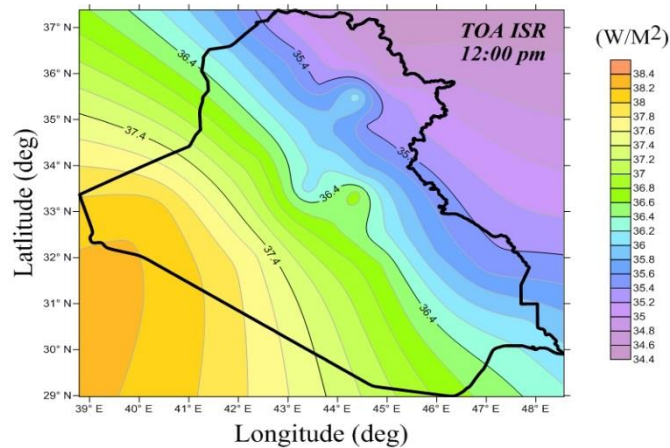 TOA ISR
12:00 pm
(W/M2)
37° N
36° N
35° N
34° N
33° N
32° N
31° N
30° N
29° N
Latlitude (deg)
36.4
35.4
37.4
35.4
36.4
37.4
36.4
38.4
38.2
38
37.8
37.6
37.4
37.2
37
36.8
36.6
36.4
36.2
36
35.8
35.6
35.4
35.2
35
34.8
34.6
34.4
39° E 40° E 41° E 42° E 43° E 44° E 45° E 46° E 47° E 48° E
Longitude (deg)